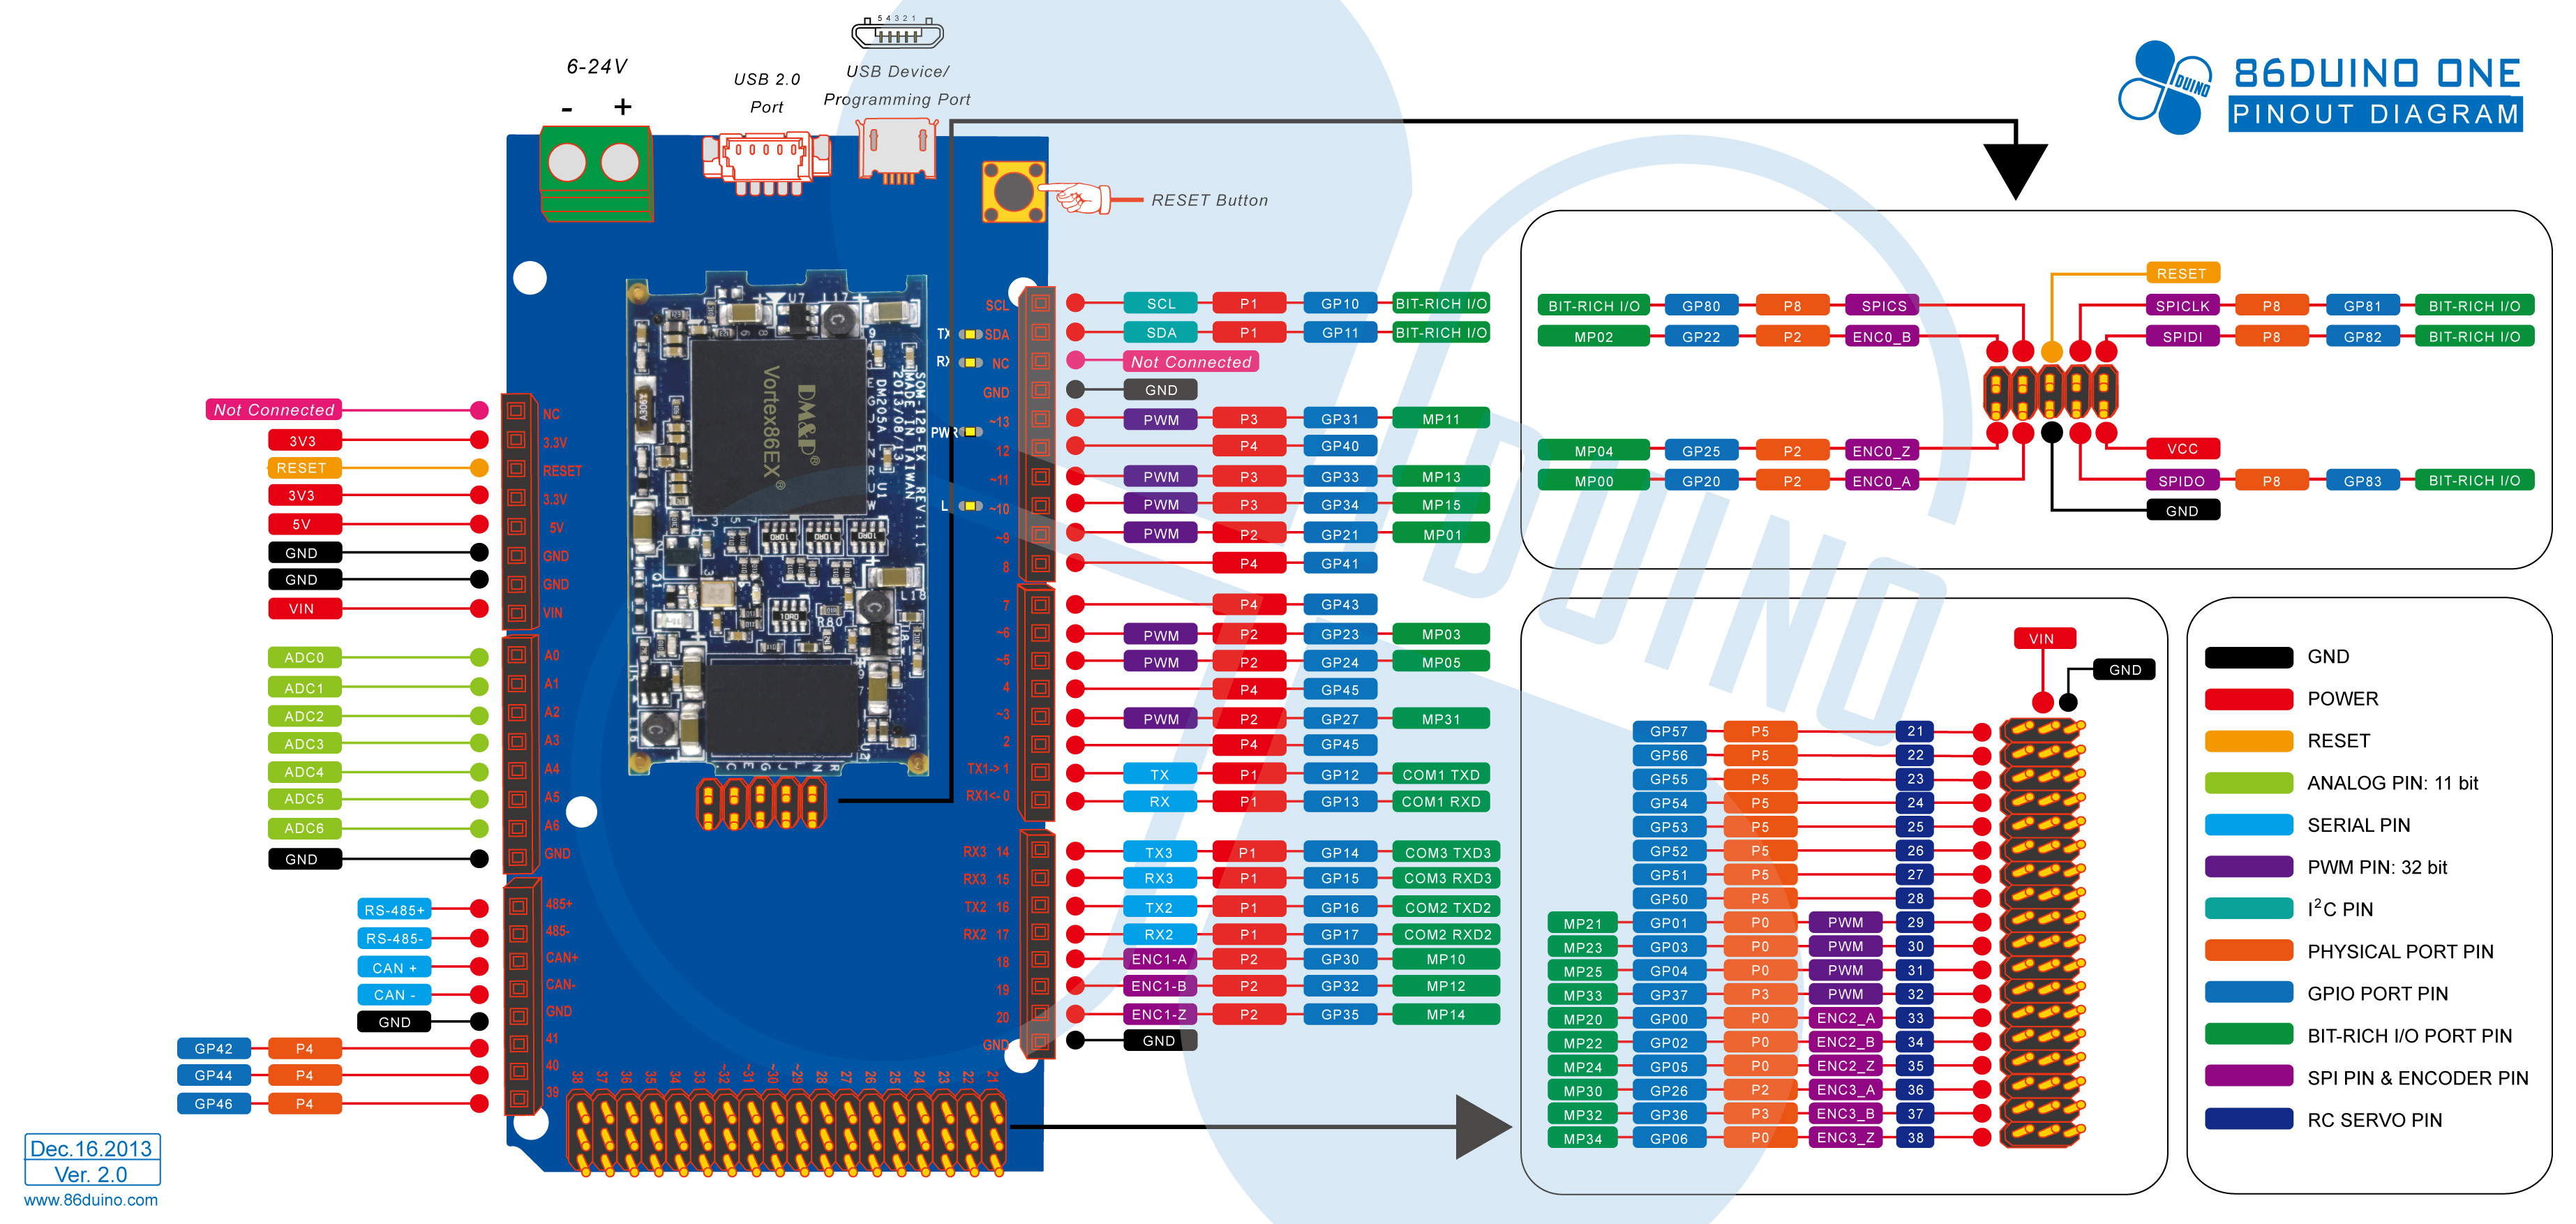 86DUINO ONE
PINOUT DIAGRAM
DUINO
5 4 3 2 1
6-24V
- +
USB 2.0
Port
USB Device/
Programming Port
RESET Button
Not Connected NC
3V3 3.3V
RESET RESET
3V3 3.3V
5V 5V
GND GND
GND GND
VIN VIN
ADC0 A0
ADC1 A1
ADC2 A2
ADC3 A3
ADC4 A4
ADC5 A5
ADC6 A6
GND GND
RS-485+ 485+
RS-485- 485-
CAN + CAN+
CAN - CAN-
GND GND
GP42 P4 41
GP44 P4 40
GP46 P4 39
DM&P®
Vortex86EX®
SOM-128-EX REV:1.1
MADE IN TAIWAN
2013/08/13
DM205A U1
U7 L17
A306Y
R80
L18
C E G J L N R
TX
RX
PWR
L
SCL SCL P1 GP10 BIT-RICH I/O
SDA SDA P1 GP11 BIT-RICH I/O
NC Not Connected
GND GND
~13 PWM P3 GP31 MP11
12 P4 GP40
~11 PWM P3 GP33 MP13
~10 PWM P3 GP34 MP15
~9 PWM P2 GP21 MP01
8 P4 GP41
7 P4 GP43
~6 PWM P2 GP23 MP03
~5 PWM P2 GP24 MP05
4 P4 GP45
~3 PWM P2 GP27 MP31
2 P4 GP45
TX1-> 1 TX P1 GP12 COM1 TXD
RX1<- 0 RX P1 GP13 COM1 RXD
RX3 14 TX3 P1 GP14 COM3 TXD3
RX3 15 RX3 P1 GP15 COM3 RXD3
TX2 16 TX2 P1 GP16 COM2 TXD2
RX2 17 RX2 P1 GP17 COM2 RXD2
18 ENC1-A P2 GP30 MP10
19 ENC1-B P2 GP32 MP12
20 ENC1-Z P2 GP35 MP14
GND GND
38 37 36 35 34 33 ~32 ~31 ~30 ~29 28 27 26 25 24 23 22 21
RESET
BIT-RICH I/O GP80 P8 SPICS SPICLK P8 GP81 BIT-RICH I/O
MP02 GP22 P2 ENC0_B SPIDI P8 GP82 BIT-RICH I/O
MP04 GP25 P2 ENC0_Z VCC
MP00 GP20 P2 ENC0_A SPIDO P8 GP83 BIT-RICH I/O
GND
VIN
GND
GP57 P5 21
GP56 P5 22
GP55 P5 23
GP54 P5 24
GP53 P5 25
GP52 P5 26
GP51 P5 27
GP50 P5 28
MP21 GP01 P0 PWM 29
MP23 GP03 P0 PWM 30
MP25 GP04 P0 PWM 31
MP33 GP37 P3 PWM 32
MP20 GP00 P0 ENC2_A 33
MP22 GP02 P0 ENC2_B 34
MP24 GP05 P0 ENC2_Z 35
MP30 GP26 P2 ENC3_A 36
MP32 GP36 P3 ENC3_B 37
MP34 GP06 P0 ENC3_Z 38
GND
POWER
RESET
ANALOG PIN: 11 bit
SERIAL PIN
PWM PIN: 32 bit
I²C PIN
PHYSICAL PORT PIN
GPIO PORT PIN
BIT-RICH I/O PORT PIN
SPI PIN & ENCODER PIN
RC SERVO PIN
DUINO
Dec.16.2013
Ver. 2.0
www.86duino.com